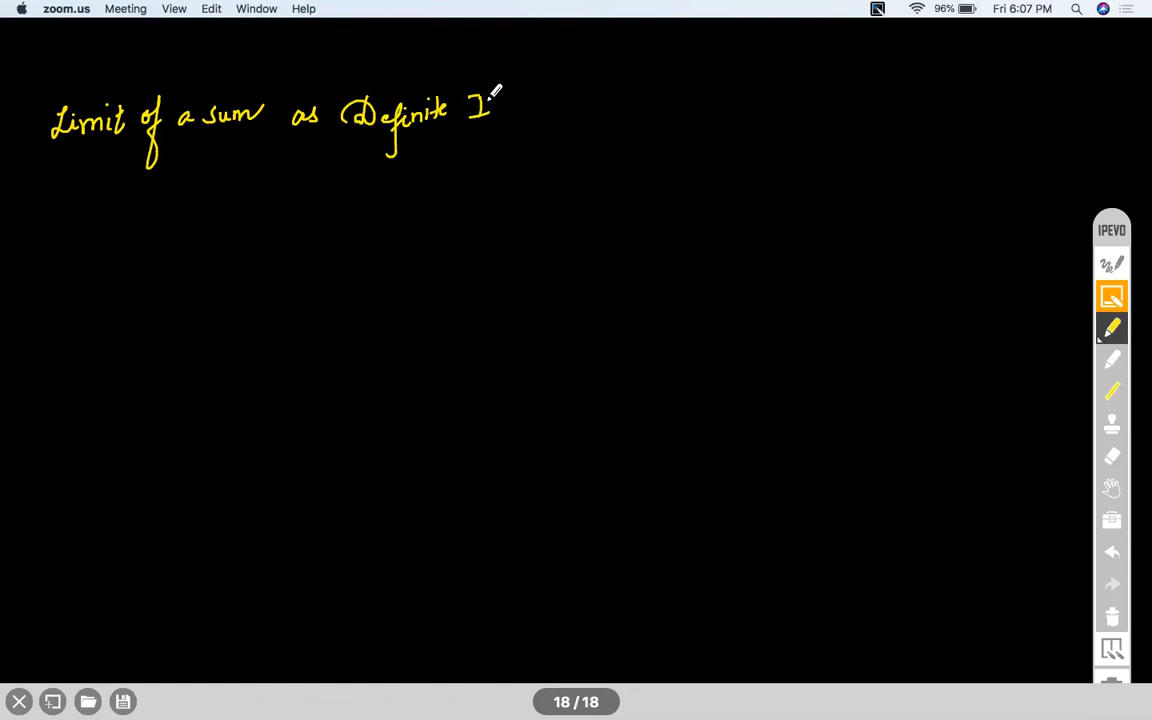 zoom.us Meeting View Edit Window Help 96% Fri 6:07 PM
Limit of a sum as Definite I
IPEVO
18 / 18